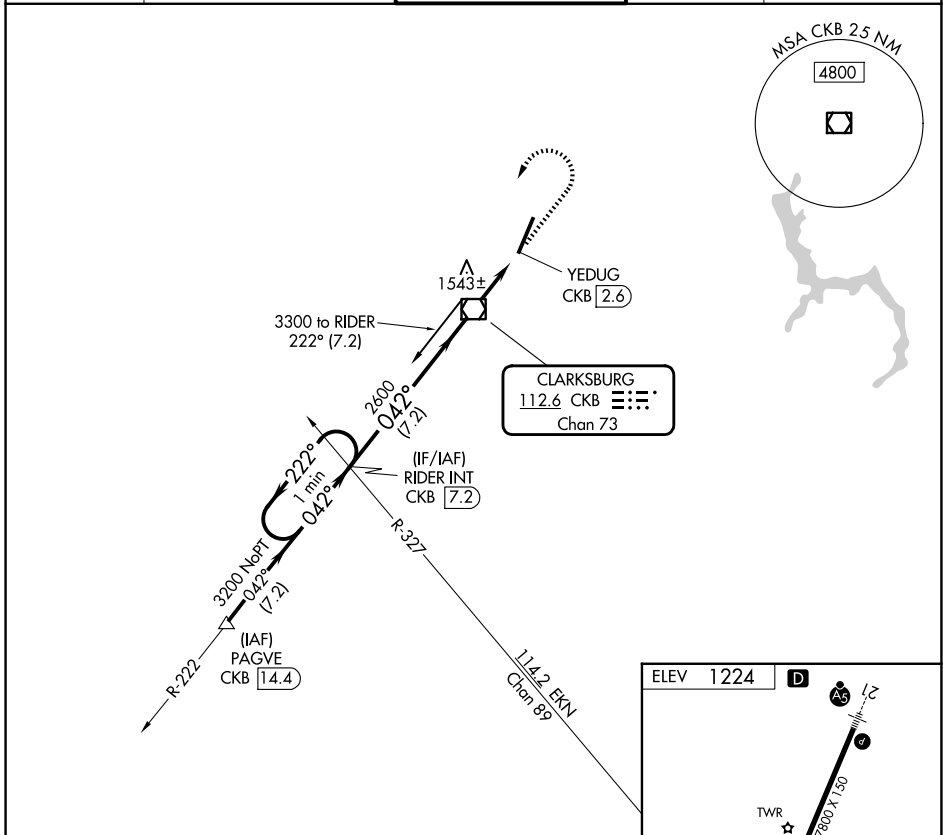 MSA CKB 25 NM
4800
1543±
YEDUG
CKB 2.6
3300 to RIDER
222° (7.2)
CLARKSBURG
112.6 CKB
Chan 73
2600
042°
(7.2)
(IF/IAF)
RIDER INT
CKB 7.2
222°
1 min
042°
R-327
3200 NoPT
042°
(7.2)
(IAF)
PAGVE
CKB 14.4
R-222
114.2 EKN
Chan 89
ELEV 1224 D
A5
21
P
TWR
7800 X 150